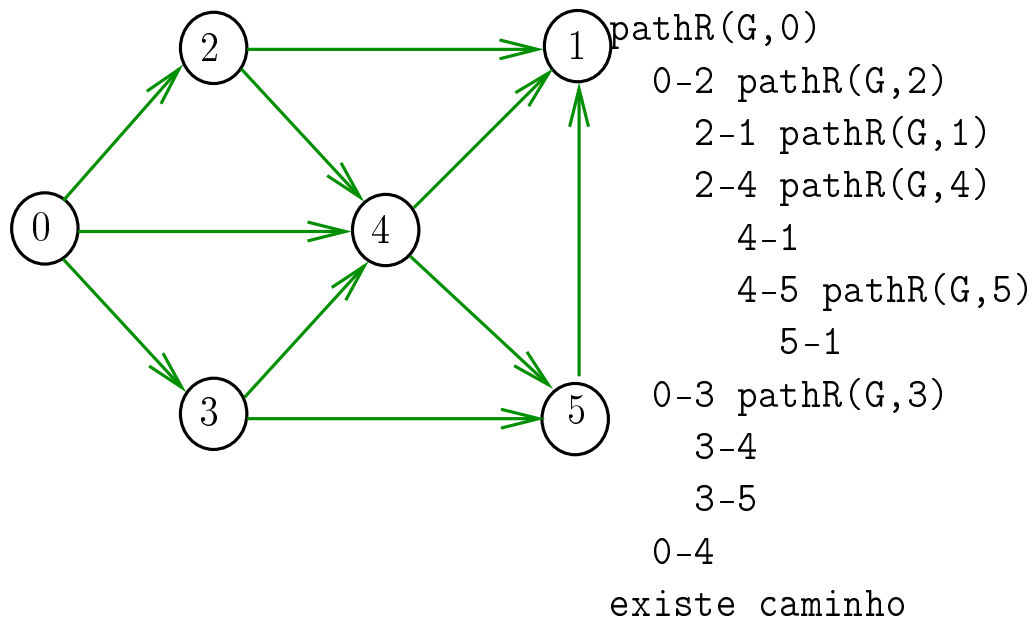 2
1
0
4
3
5
pathR(G,0)
0-2 pathR(G,2)
2-1 pathR(G,1)
2-4 pathR(G,4)
4-1
4-5 pathR(G,5)
5-1
0-3 pathR(G,3)
3-4
3-5
0-4
existe caminho